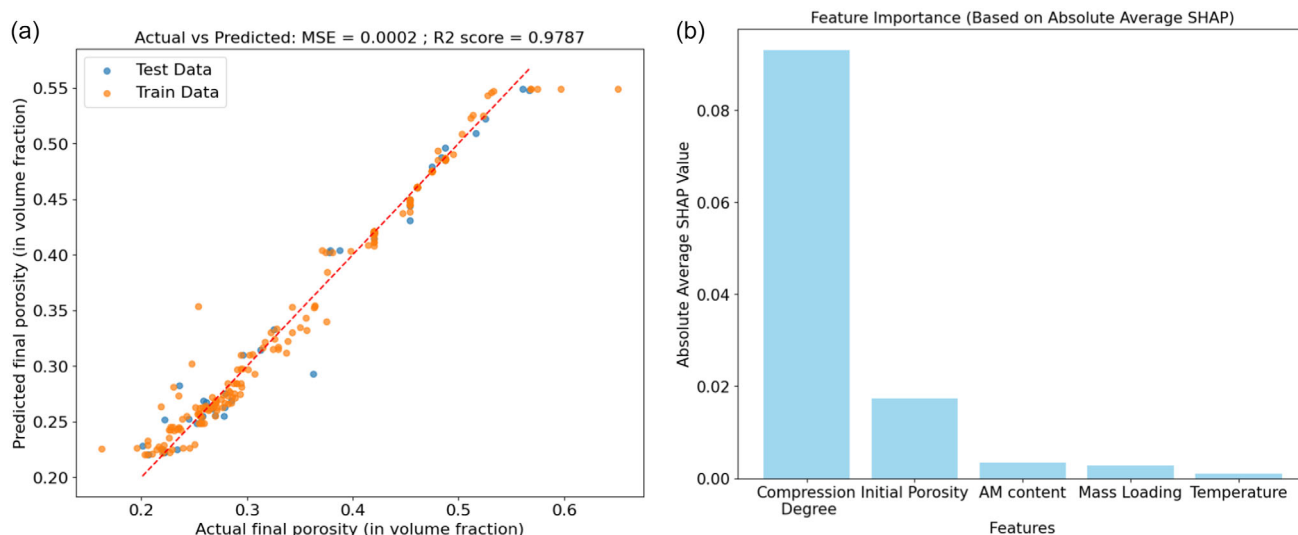 (a)
Actual vs Predicted: MSE = 0.0002 ; R2 score = 0.9787
Test Data
Train Data
Predicted final porosity (in volume fraction)
0.55
0.50
0.45
0.40
0.35
0.30
0.25
0.20
0.2 0.3 0.4 0.5 0.6
Actual final porosity (in volume fraction)
(b)
Feature Importance (Based on Absolute Average SHAP)
Absolute Average SHAP Value
0.08
0.06
0.04
0.02
0.00
Compression Initial Porosity AM content Mass Loading Temperature
Degree
Features